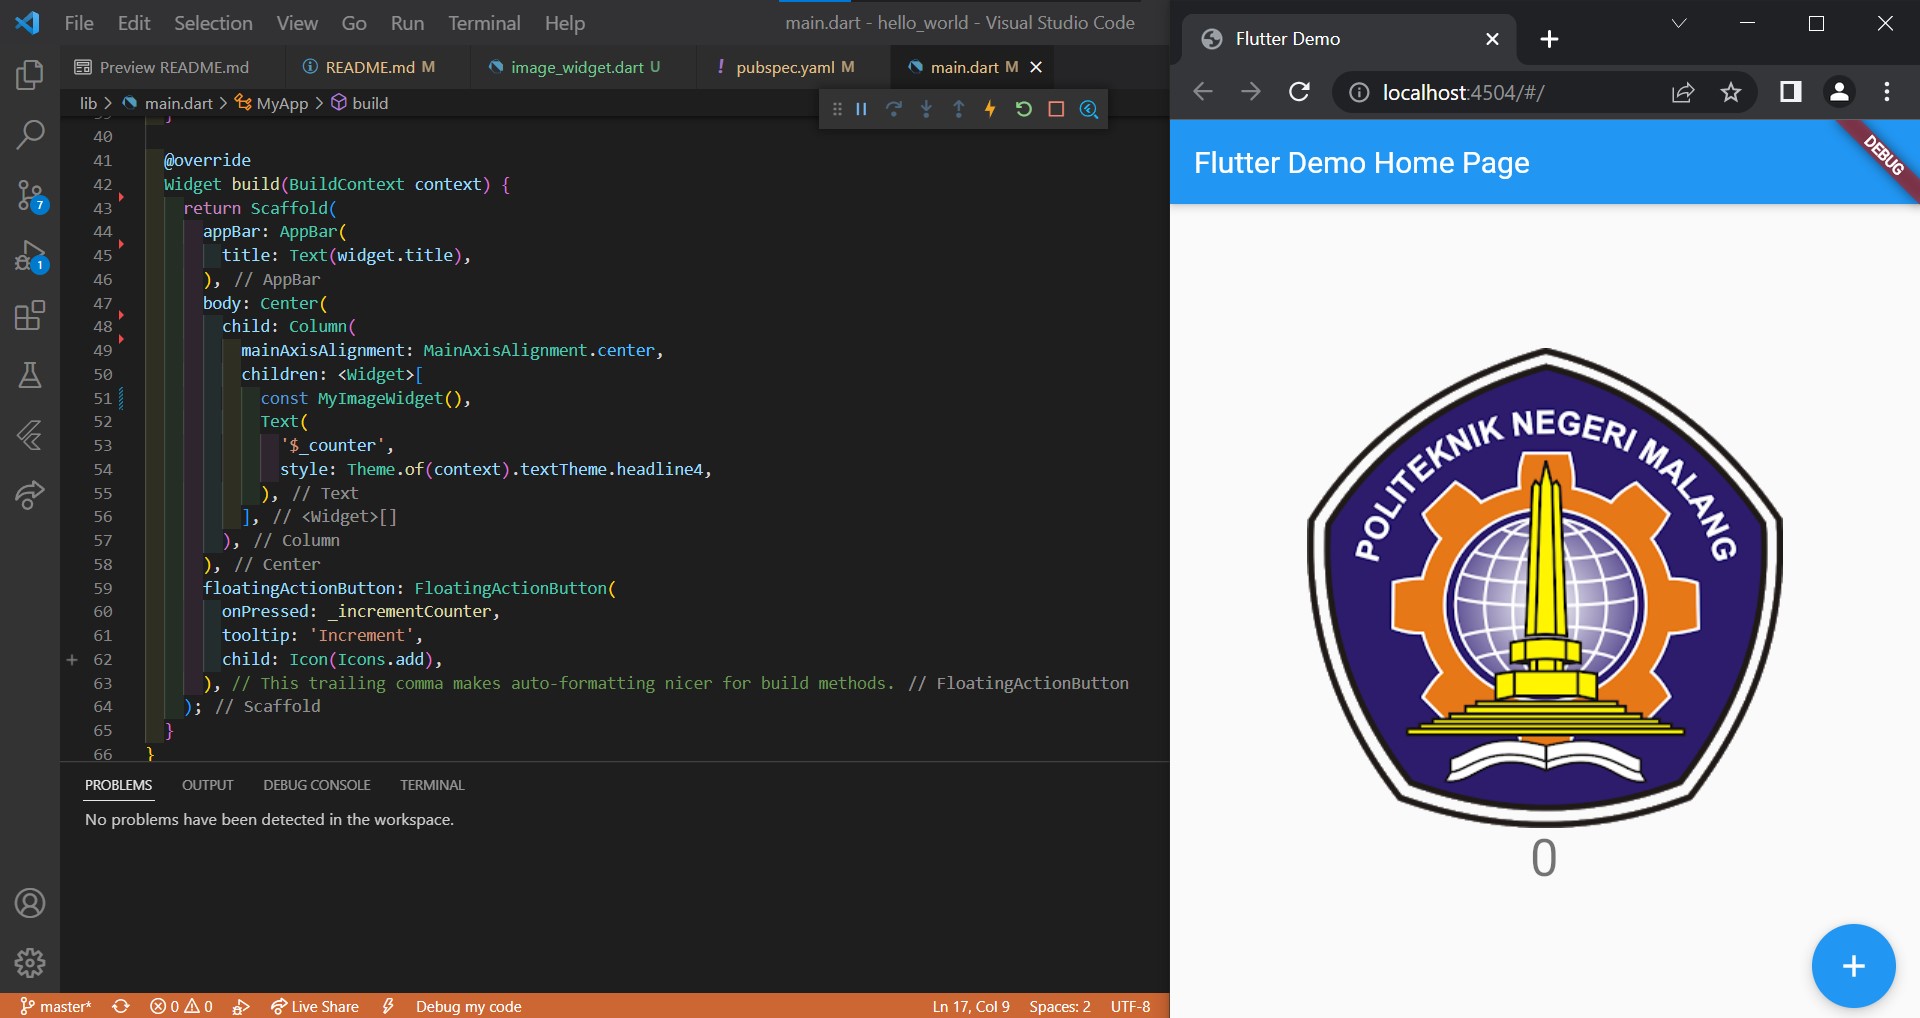 File Edit Selection View Go Run Terminal Help
main.dart - hello_world - Visual Studio Code
Preview README.md
README.md M
image_widget.dart U
! pubspec.yaml M
main.dart M
lib > main.dart > MyApp > build
40
41 @override
42 Widget build(BuildContext context) {
43 return Scaffold(
44 appBar: AppBar(
45 title: Text(widget.title),
46 ), // AppBar
47 body: Center(
48 child: Column(
49 mainAxisAlignment: MainAxisAlignment.center,
50 children: <Widget>[
51 const MyImageWidget(),
52 Text(
53 '$_counter',
54 style: Theme.of(context).textTheme.headline4,
55 ), // Text
56 ], // <Widget>[]
57 ), // Column
58 ), // Center
59 floatingActionButton: FloatingActionButton(
60 onPressed: _incrementCounter,
61 tooltip: 'Increment',
62 child: Icon(Icons.add),
63 ), // This trailing comma makes auto-formatting nicer for build methods. // FloatingActionButton
64 ); // Scaffold
65 }
66 }
7
1
PROBLEMS OUTPUT DEBUG CONSOLE TERMINAL
No problems have been detected in the workspace.
master* 0 0 Live Share Debug my code Ln 17, Col 9 Spaces: 2 UTF-8
Flutter Demo
localhost:4504/#/
Flutter Demo Home Page
DEBUG
POLITEKNIK NEGERI MALANG
0